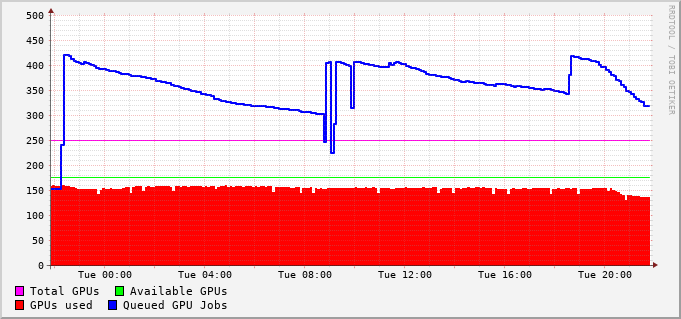 500
450
400
350
300
250
200
150
100
50
0
Tue 00:00 Tue 04:00 Tue 08:00 Tue 12:00 Tue 16:00 Tue 20:00
Total GPUs Available GPUs
GPUs used Queued GPU Jobs
RRDTOOL / TOBI OETIKER